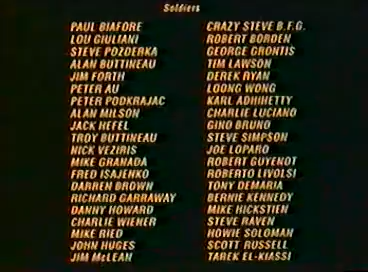 Soldiers
PAUL BIAFORE CRAZY STEVE B.F.G.
LOU GIULIANI ROBERT BORDEN
STEVE POZDERKA GEORGE GRONTIS
ALAN BUTTINEAU TIM LAWSON
JIM FORTH DEREK RYAN
PETER AU LOONG WONG
PETER PODKRAJAC KARL ADHIHETTY
ALAN MILSON CHARLIE LUCIANO
JACK HEFEL GINO BRUNO
TROY BUTTINEAU STEVE SIMPSON
NICK VEZIRIS JOE LOPARO
MIKE GRANADA ROBERT GUYENOT
FRED ISAJENKO ROBERTO LIVOLSI
DARREN BROWN TONY DEMARIA
RICHARD GARRAWAY BERNIE KENNEDY
DANNY HOWARD MIKE HICKSTIEN
CHARLIE WIENER STEVE RAVEN
MIKE RIED HOWIE SOLOMAN
JOHN HUGES SCOTT RUSSELL
JIM McLEAN TAREK EL-KIASSI